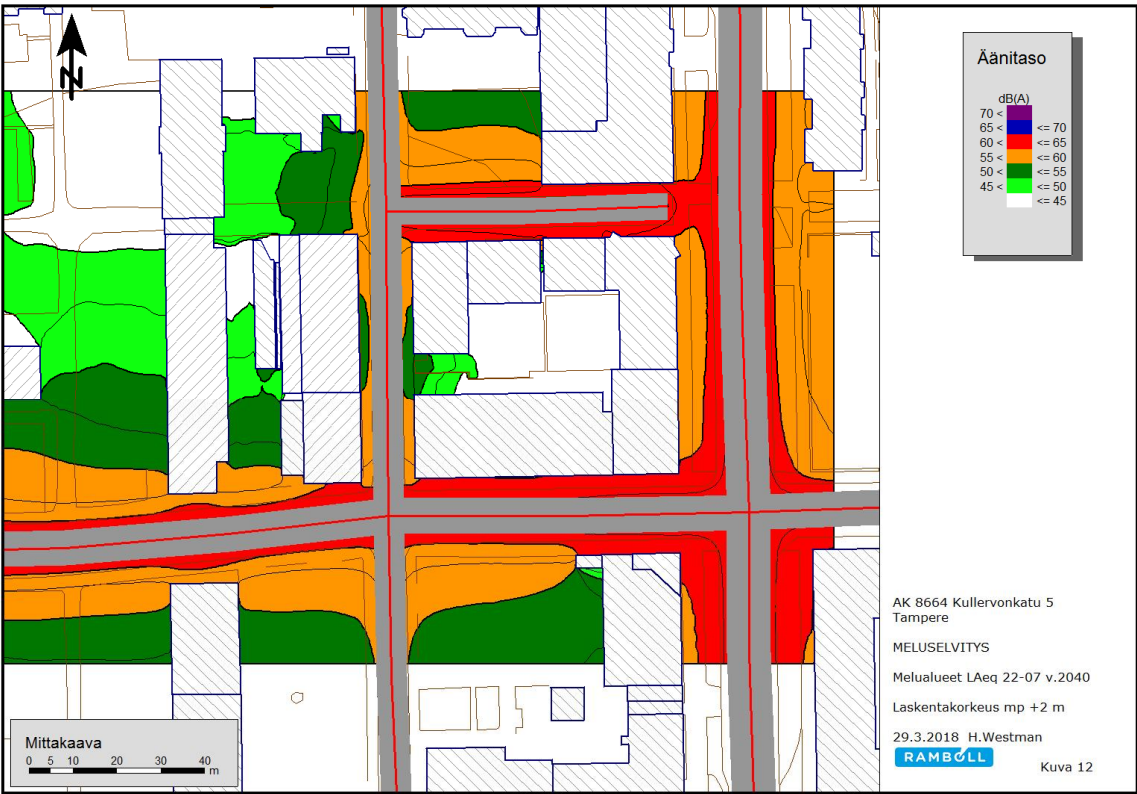 N
Äänitaso
dB(A)
70 <
65 < <= 70
60 < <= 65
55 < <= 60
50 < <= 55
45 < <= 50
<= 45
AK 8664 Kullervonkatu 5
Tampere
MELUSELVITYS
Melualueet LAeq 22-07 v.2040
Laskentakorkeus mp +2 m
29.3.2018 H.Westman
RAMBOLL
Kuva 12
Mittakaava
0 5 10 20 30 40
m